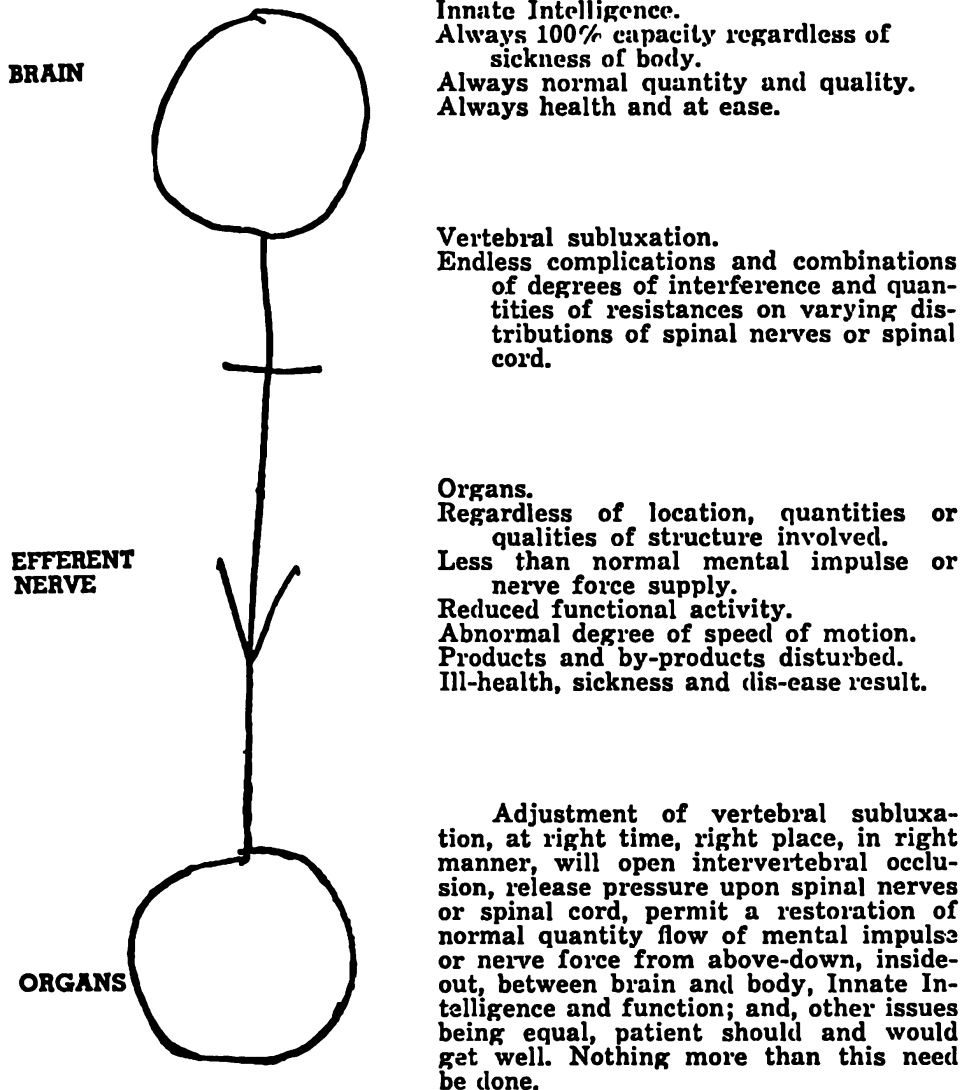 Innate Intelligence.
Always 100% capacity regardless of
sickness of body.
Always normal quantity and quality.
Always health and at ease.
BRAIN
Vertebral subluxation.
Endless complications and combinations
of degrees of interference and quan-
tities of resistances on varying dis-
tributions of spinal nerves or spinal
cord.
Organs.
Regardless of location, quantities or
qualities of structure involved.
Less than normal mental impulse or
nerve force supply.
Reduced functional activity.
Abnormal degree of speed of motion.
Products and by-products disturbed.
Ill-health, sickness and dis-ease result.
EFFERENT
NERVE
Adjustment of vertebral subluxa-
tion, at right time, right place, in right
manner, will open intervertebral occlu-
sion, release pressure upon spinal nerves
or spinal cord, permit a restoration of
normal quantity flow of mental impulse
or nerve force from above-down, inside-
out, between brain and body, Innate In-
telligence and function; and, other issues
being equal, patient should and would
get well. Nothing more than this need
be done.
ORGANS